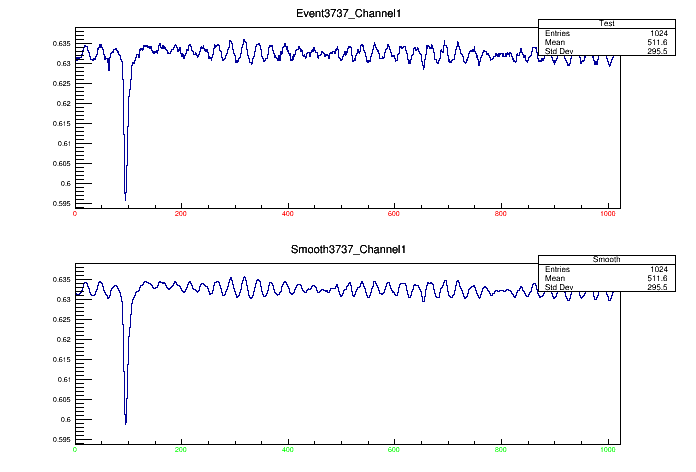 Event3737_Channel1
Test
Entries 1024
Mean 511.6
Std Dev 295.5
0.635
0.63
0.625
0.62
0.615
0.61
0.605
0.6
0.595
0 200 400 600 800 1000
Smooth3737_Channel1
Smooth
Entries 1024
Mean 511.6
Std Dev 295.5
0.635
0.63
0.625
0.62
0.615
0.61
0.605
0.6
0.595
0 200 400 600 800 1000